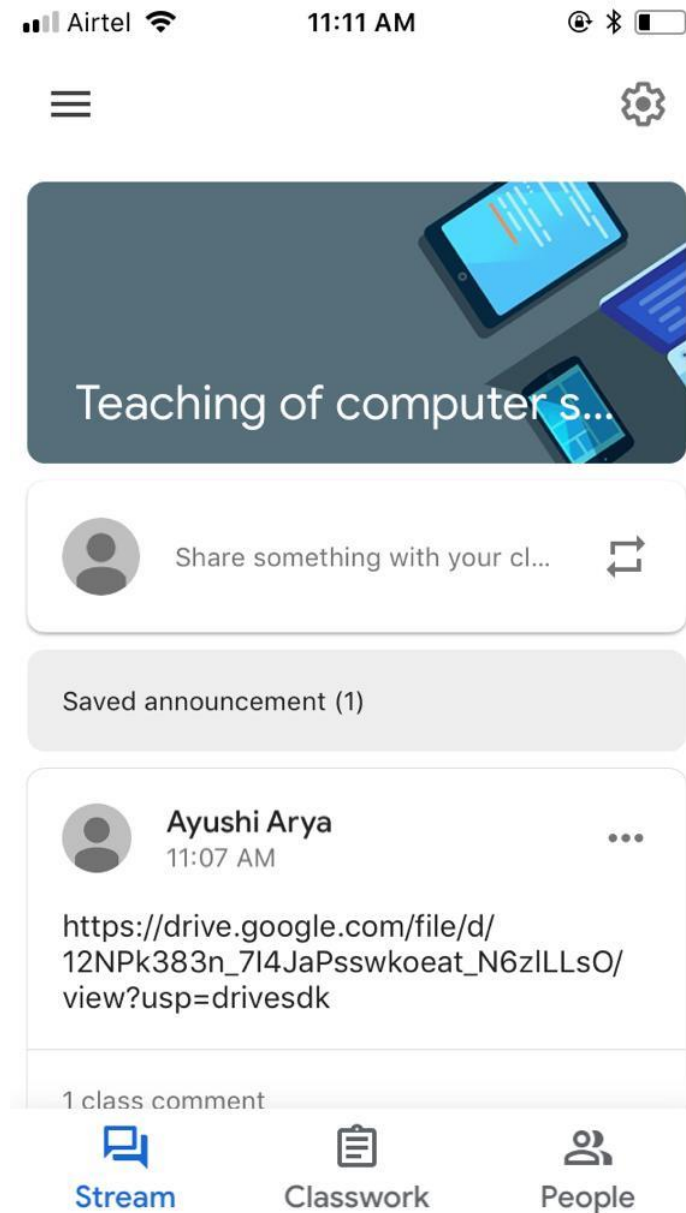 Airtel 11:11 AM
Teaching of computer s...
Share something with your cl...
Saved announcement (1)
Ayushi Arya
11:07 AM
https://drive.google.com/file/d/
12NPk383n_7I4JaPsswkoeat_N6zlLLsO/
view?usp=drivesdk
1 class comment
Stream Classwork People